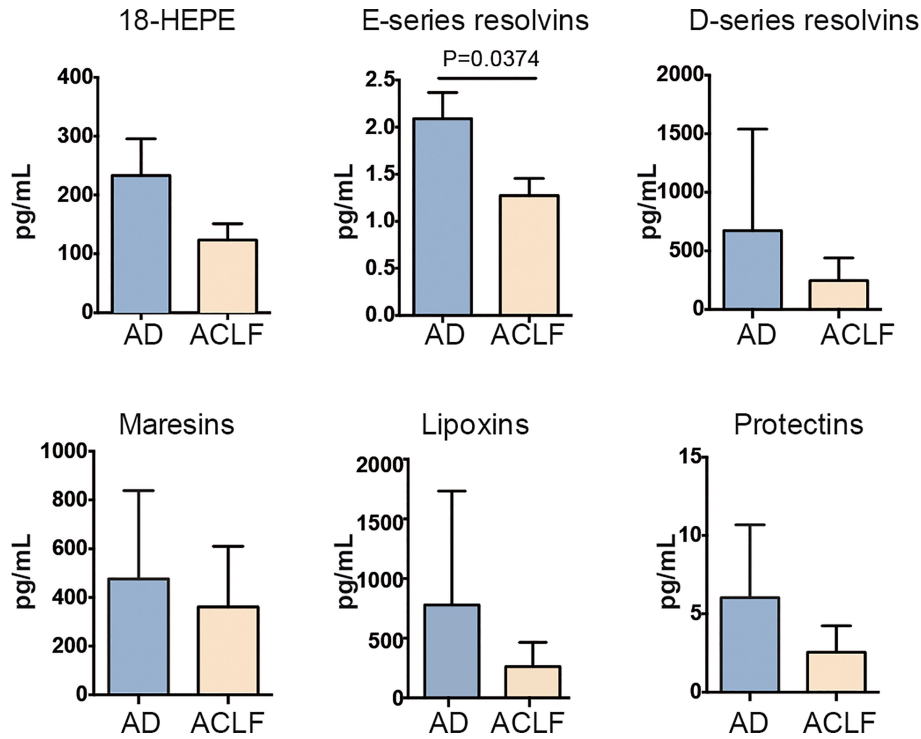 18-HEPE
pg/mL
400
300
200
100
0
AD ACLF
E-series resolvins
P=0.0374
pg/mL
2.5
2.0
1.5
1.0
0.5
0.0
AD ACLF
D-series resolvins
pg/mL
2000
1500
1000
500
0
AD ACLF
Maresins
pg/mL
1000
800
600
400
200
0
AD ACLF
Lipoxins
pg/mL
2000
1500
1000
500
0
AD ACLF
Protectins
pg/mL
15
10
5
0
AD ACLF